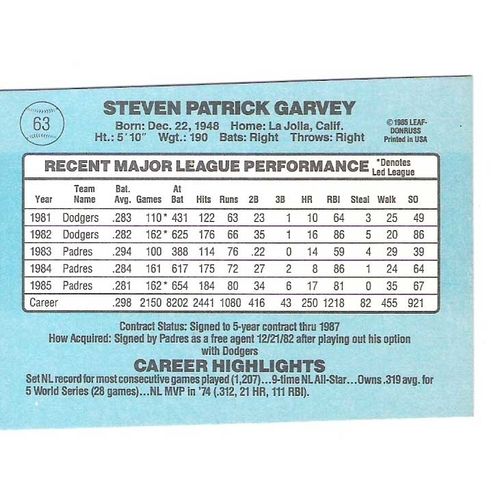 63
STEVEN PATRICK GARVEY
Born: Dec. 22, 1948 Home: La Jolla, Calif.
Ht.: 5'10" Wgt.: 190 Bats: Right Throws: Right
©1985 LEAF-
DONRUSS
Printed in USA
RECENT MAJOR LEAGUE PERFORMANCE *Denotes Led League
Year Team Name Bat. Avg. Games At Bat Hits Runs 2B 3B HR RBI Steal Walk SO
1981 Dodgers .283 110* 431 122 63 23 1 10 64 3 25 49
1982 Dodgers .282 162* 625 176 66 35 1 16 86 5 20 86
1983 Padres .294 100 388 114 76 .22 0 14 59 4 29 39
1984 Padres .284 161 617 175 72 27 2 8 86 1 24 64
1985 Padres .281 162* 654 184 80 34 6 17 81 0 35 67
Career .298 2150 8202 2441 1080 416 43 250 1218 82 455 921
Contract Status: Signed to 5-year contract thru 1987
How Acquired: Signed by Padres as a free agent 12/21/82 after playing out his option
with Dodgers
CAREER HIGHLIGHTS
Set NL record for most consecutive games played (1,207)...9-time NL All-Star...Owns .319 avg. for
5 World Series (28 games)...NL MVP in '74 (.312, 21 HR, 111 RBI).